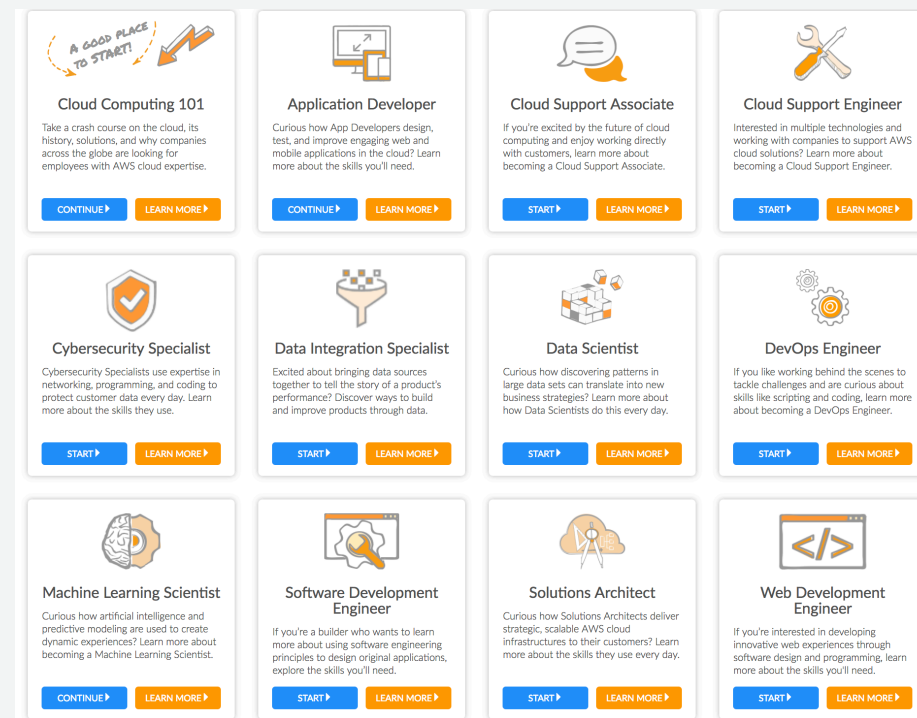 A GOOD PLACE
TO START!
Cloud Computing 101
Take a crash course on the cloud, its
history, solutions, and why companies
across the globe are looking for
employees with AWS cloud expertise.
CONTINUE
LEARN MORE
Application Developer
Curious how App Developers design,
test, and improve engaging web and
mobile applications in the cloud? Learn
more about the skills you'll need.
CONTINUE
LEARN MORE
Cloud Support Associate
If you're excited by the future of cloud
computing and enjoy working directly
with customers, learn more about
becoming a Cloud Support Associate.
START
LEARN MORE
Cloud Support Engineer
Interested in multiple technologies and
working with companies to support AWS
cloud solutions? Learn more about
becoming a Cloud Support Engineer.
START
LEARN MORE
Cybersecurity Specialist
Cybersecurity Specialists use expertise in
networking, programming, and coding to
protect customer data every day. Learn
more about the skills they use.
START
LEARN MORE
Data Integration Specialist
Excited about bringing data sources
together to tell the story of a product's
performance? Discover ways to build
and improve products through data.
START
LEARN MORE
Data Scientist
Curious how discovering patterns in
large data sets can translate into new
business strategies? Learn more about
how Data Scientists do this every day.
START
LEARN MORE
DevOps Engineer
If you like working behind the scenes to
tackle challenges and are curious about
skills like scripting and coding, learn more
about becoming a DevOps Engineer.
START
LEARN MORE
Machine Learning Scientist
Curious how artificial intelligence and
predictive modeling are used to create
dynamic experiences? Learn more about
becoming a Machine Learning Scientist.
CONTINUE
LEARN MORE
Software Development
Engineer
If you're a builder who wants to learn
more about using software engineering
principles to design original applications,
explore the skills you'll need.
START
LEARN MORE
Solutions Architect
Curious how Solutions Architects deliver
strategic, scalable AWS cloud
infrastructures to their customers? Learn
more about the skills they use every day.
START
LEARN MORE
</>
Web Development
Engineer
If you're interested in developing
innovative web experiences through
software design and programming, learn
more about the skills you'll need.
START
LEARN MORE